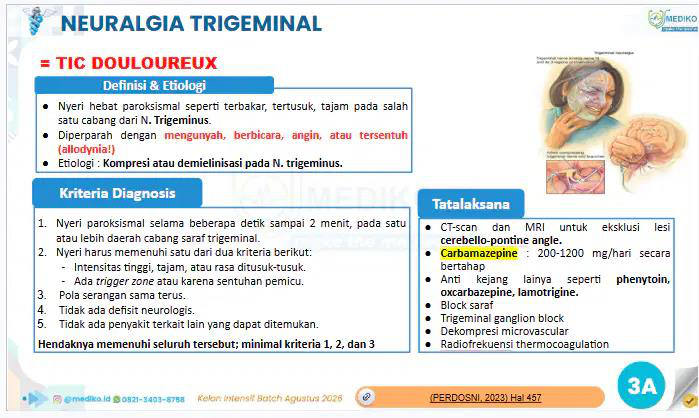 NEURALGIA TRIGEMINAL
MEDIKO
= TIC DOULOUREUX
Definisi & Etiologi
● Nyeri hebat paroksismal seperti terbakar, tertusuk, tajam pada salah
satu cabang dari N. Trigeminus.
● Diperparah dengan mengunyah, berbicara, angin, atau tersentuh
(allodynia!)
● Etiologi : Kompresi atau demielinisasi pada N. trigeminus.
Trigeminal neuralgia
Kriteria Diagnosis
1. Nyeri paroksismal selama beberapa detik sampai 2 menit, pada satu
atau lebih daerah cabang saraf trigeminal.
2. Nyeri harus memenuhi satu dari dua kriteria berikut:
- Intensitas tinggi, tajam, atau rasa ditusuk-tusuk.
- Ada trigger zone atau karena sentuhan pemicu.
3. Pola serangan sama terus.
4. Tidak ada defisit neurologis.
5. Tidak ada penyakit terkait lain yang dapat ditemukan.
Hendaknya memenuhi seluruh tersebut; minimal kriteria 1, 2, dan 3
MEDIKO
Tatalaksana
● CT-scan dan MRI untuk eksklusi lesi
cerebello-pontine angle.
● Carbamazepine : 200-1200 mg/hari secara
bertahap
● Anti kejang lainya seperti phenytoin,
oxcarbazepine, lamotrigine.
● Block saraf
● Trigeminal ganglion block
● Dekompresi microvascular
● Radiofrekuensi thermocoagulation
@mediko.id 0821-3403-8758 Kelan Intensif Batch Agustus 2026
(PERDOSNI, 2023) Hal 457
3A